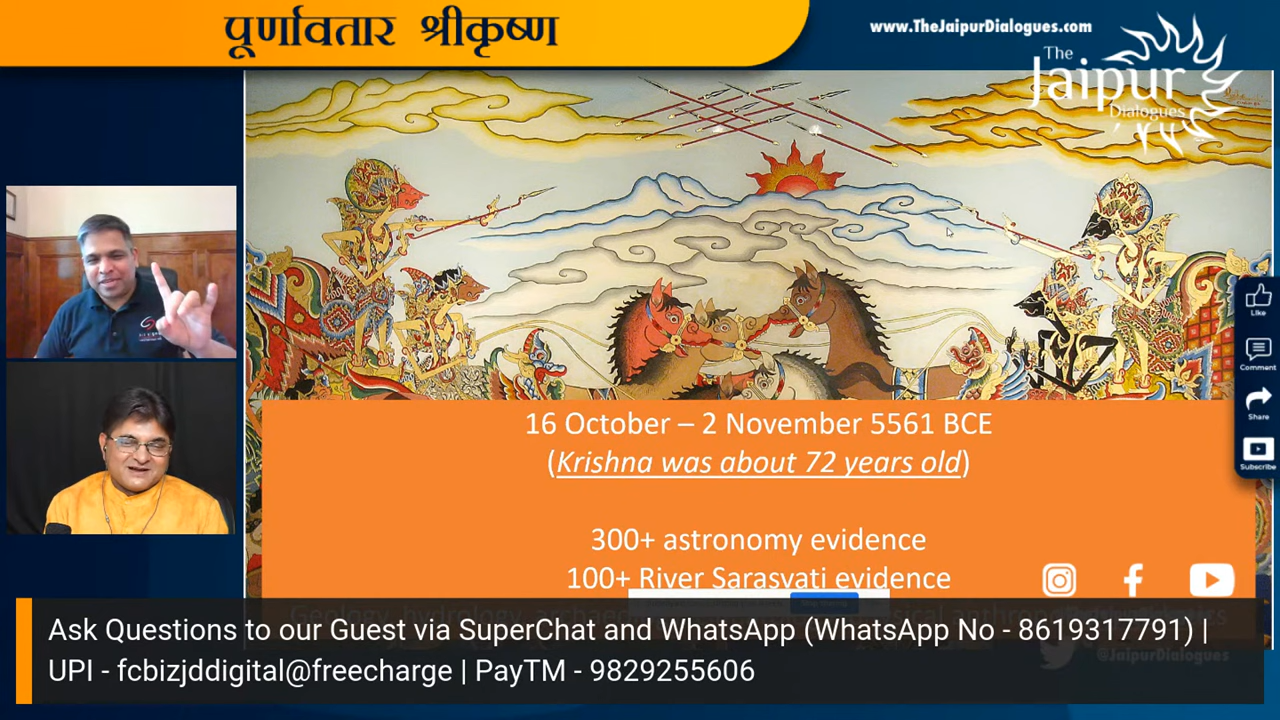 पूर्णावतार श्रीकृष्ण
www.TheJaipurDialogues.com
The
Jaipur
Dialogues
16 October – 2 November 5561 BCE
(Krishna was about 72 years old)
300+ astronomy evidence
100+ River Sarasvati evidence
Like
Comment
Share
Subscribe
Ask Questions to our Guest via SuperChat and WhatsApp (WhatsApp No - 8619317791) |
UPI - fcbizjddigital@freecharge | PayTM - 9829255606
@JaipurDialogues